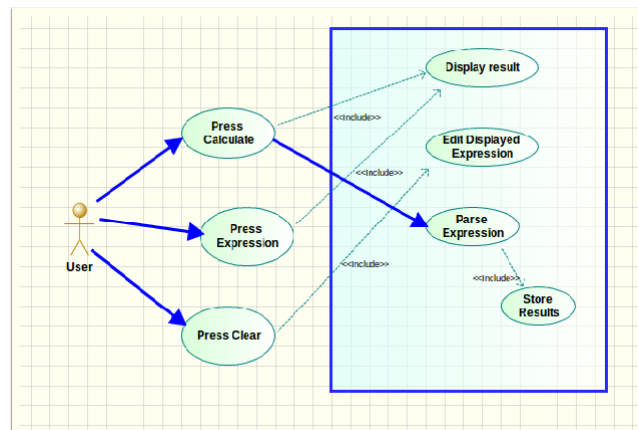 Display result
Press
Calculate
<<Include>>
Edit Displayed
Expression
<<Include>>
Press
Expression
Parse
Expression
User
<<Include>>
<<Include>>
Store
Results
Press Clear